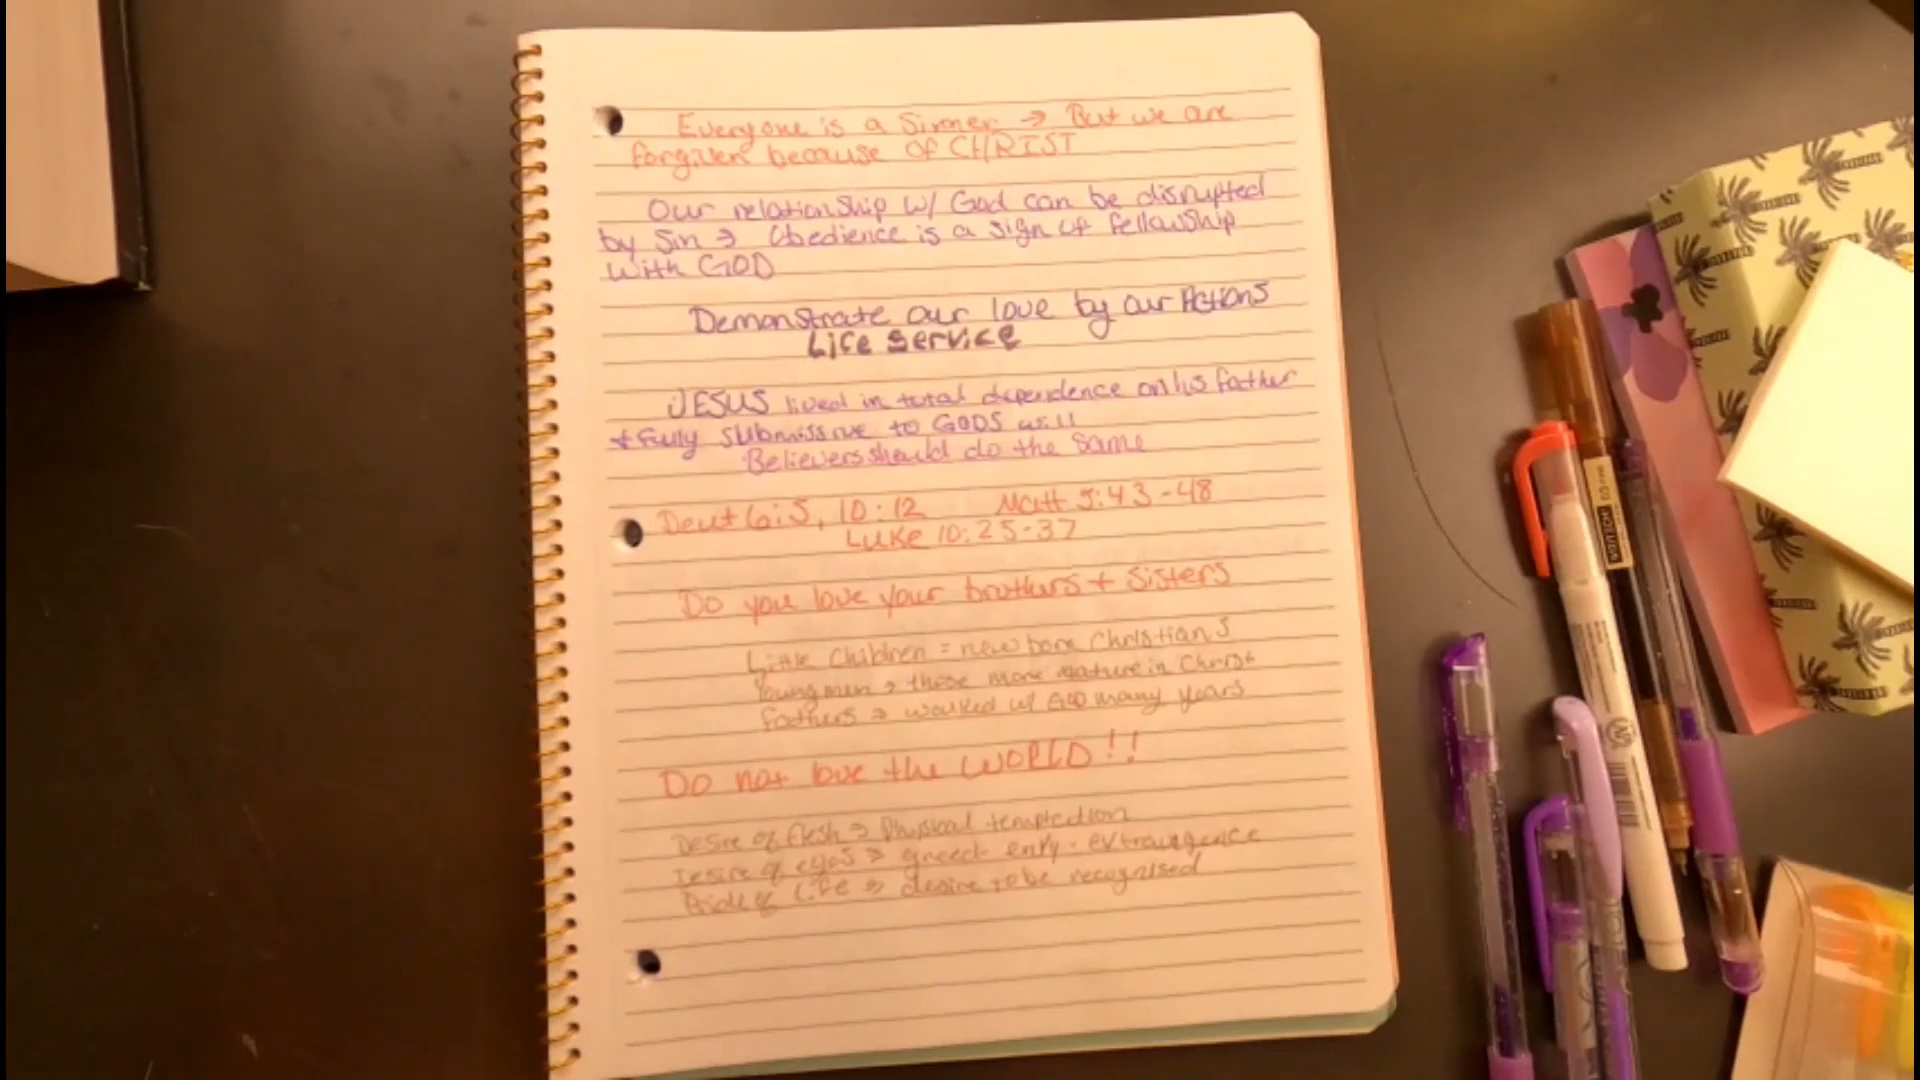 Everyone is a Sinner → But we are
forgiven because of CHRIST
Our relationship w/ God can be disrupted
by Sin → Obedience is a sign of fellowship
with GOD
Demonstrate our love by our Actions
Life Service
JESUS lived in total dependence on his father
+ fully submissive to GODS will
Believers should do the same
Deut 6:5, 10:12 Matt 5:43-48
Luke 10:25-37
Do you love your brothers + Sisters
Little Children = new born Christians
Young men → those more mature in Christ
Fathers → walked w/ God many years
Do not love the WORLD!!
Desire of flesh → Physical temptation
Desire of → greed - - 
Pride of Life → desire to be recognised